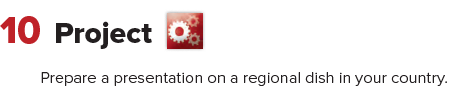 10 Project
Prepare a presentation on a regional dish in your country.